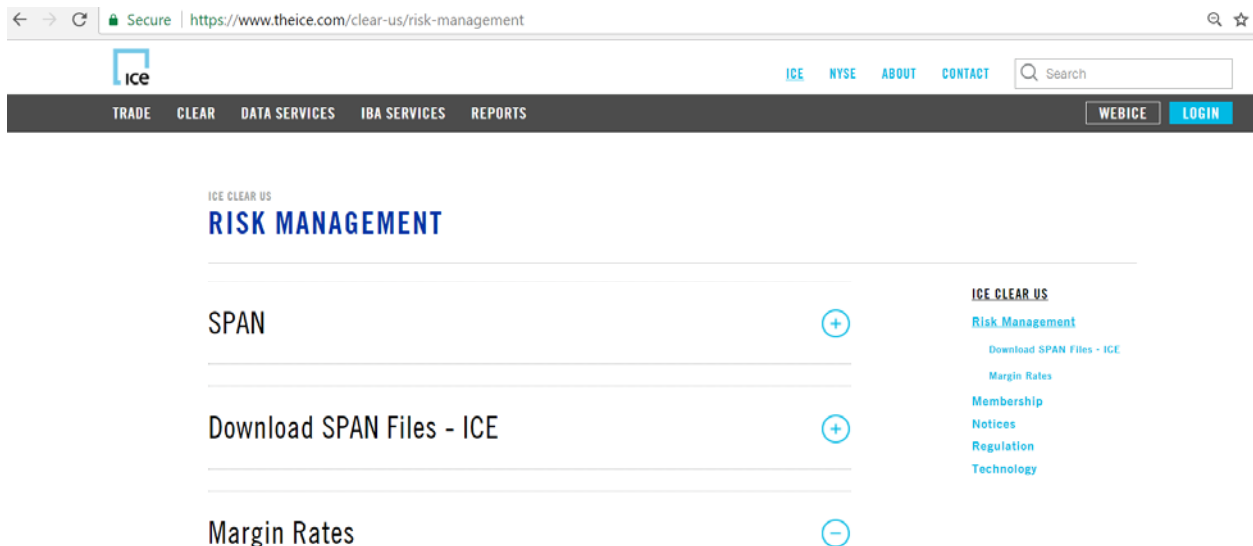 Secure https://www.theice.com/clear-us/risk-management
ice
ICE NYSE ABOUT CONTACT Search
TRADE CLEAR DATA SERVICES IBA SERVICES REPORTS WEBICE LOGIN
ICE CLEAR US
RISK MANAGEMENT
SPAN
Download SPAN Files - ICE
Margin Rates
ICE CLEAR US
Risk Management
Download SPAN Files - ICE
Margin Rates
Membership
Notices
Regulation
Technology